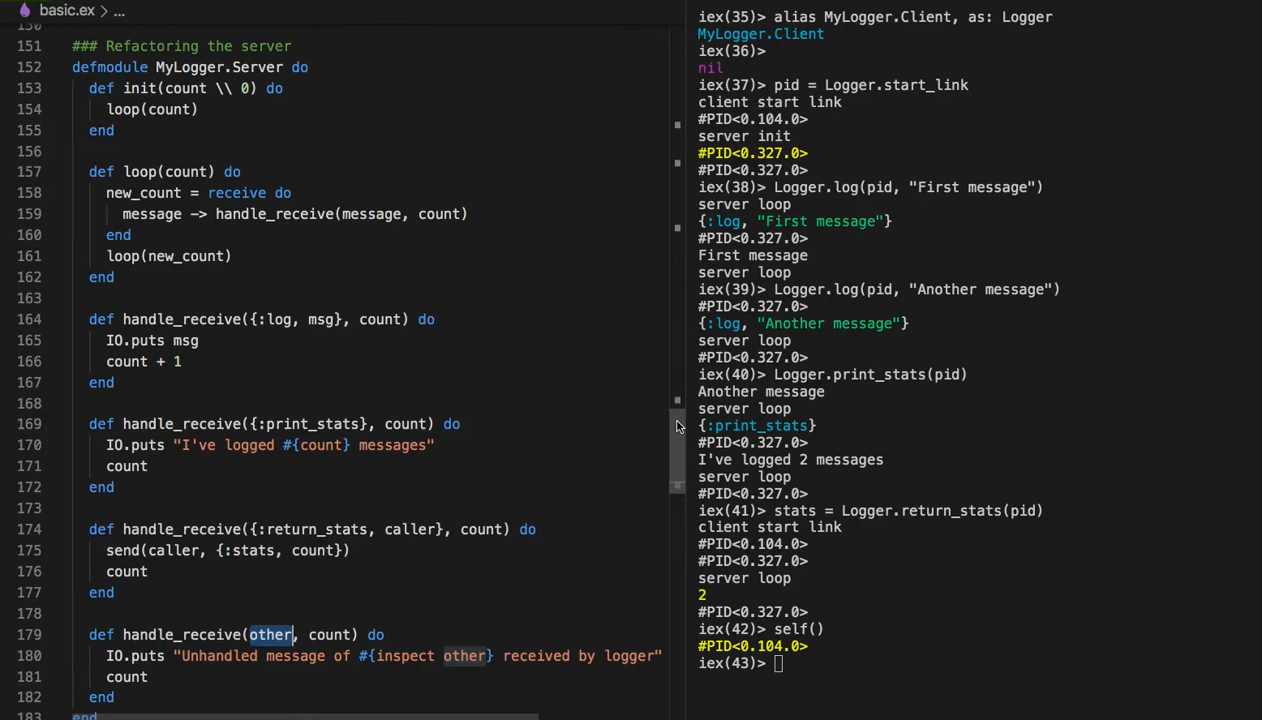 basic.ex > ...
150
151 ### Refactoring the server
152 defmodule MyLogger.Server do
153 def init(count \\ 0) do
154 loop(count)
155 end
156
157 def loop(count) do
158 new_count = receive do
159 message -> handle_receive(message, count)
160 end
161 loop(new_count)
162 end
163
164 def handle_receive({:log, msg}, count) do
165 IO.puts msg
166 count + 1
167 end
168
169 def handle_receive({:print_stats}, count) do
170 IO.puts "I've logged #{count} messages"
171 count
172 end
173
174 def handle_receive({:return_stats, caller}, count) do
175 send(caller, {:stats, count})
176 count
177 end
178
179 def handle_receive(other, count) do
180 IO.puts "Unhandled message of #{inspect other} received by logger"
181 count
182 end
183 end
iex(35)> alias MyLogger.Client, as: Logger
MyLogger.Client
iex(36)>
nil
iex(37)> pid = Logger.start_link
client start link
#PID<0.104.0>
server init
#PID<0.327.0>
#PID<0.327.0>
iex(38)> Logger.log(pid, "First message")
server loop
{:log, "First message"}
#PID<0.327.0>
First message
server loop
iex(39)> Logger.log(pid, "Another message")
#PID<0.327.0>
{:log, "Another message"}
server loop
#PID<0.327.0>
iex(40)> Logger.print_stats(pid)
Another message
server loop
{:print_stats}
#PID<0.327.0>
I've logged 2 messages
server loop
#PID<0.327.0>
iex(41)> stats = Logger.return_stats(pid)
client start link
#PID<0.104.0>
#PID<0.327.0>
server loop
2
#PID<0.327.0>
iex(42)> self()
#PID<0.104.0>
iex(43)>